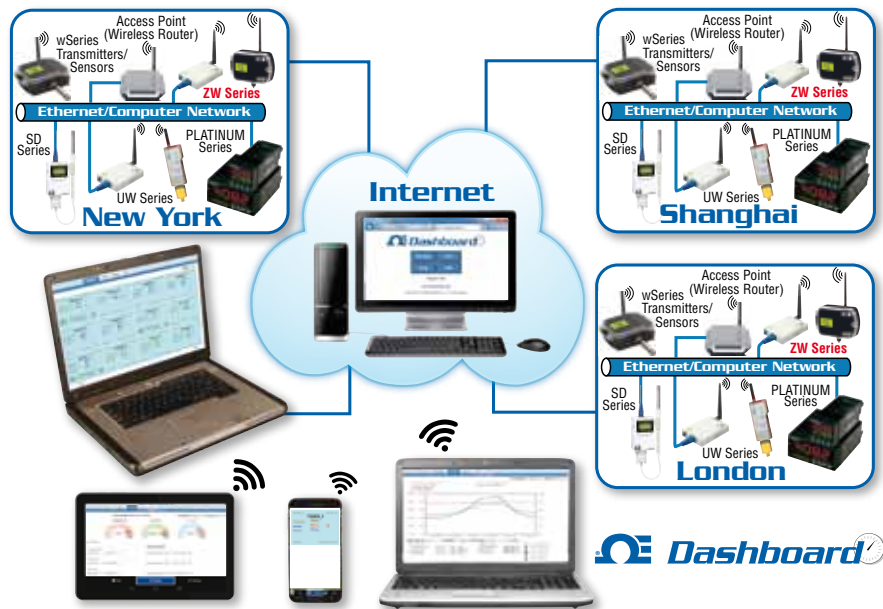 Access Point
(Wireless Router)
wSeries
Transmitters/
Sensors
ZW Series
Ethernet/Computer Network
SD
Series
PLATINUM
Series
UW Series
New York
Access Point
(Wireless Router)
wSeries
Transmitters/
Sensors
ZW Series
Ethernet/Computer Network
SD
Series
PLATINUM
Series
UW Series
Shanghai
Internet
Dashboard
Access Point
(Wireless Router)
wSeries
Transmitters/
Sensors
ZW Series
Ethernet/Computer Network
SD
Series
PLATINUM
Series
UW Series
London
Dashboard